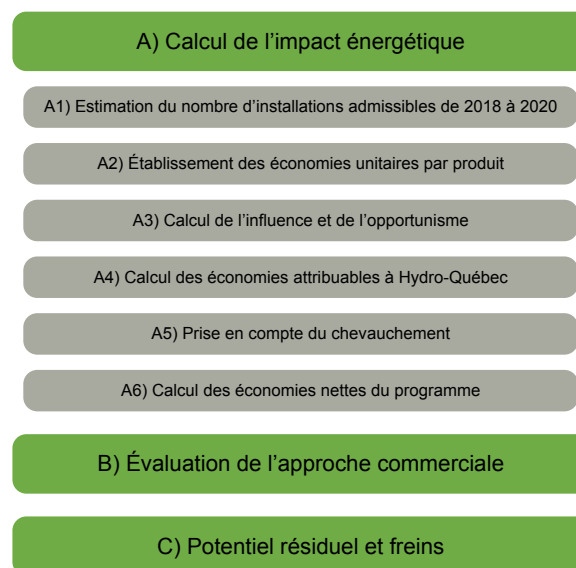 A) Calcul de l’impact énergétique
A1) Estimation du nombre d’installations admissibles de 2018 à 2020
A2) Établissement des économies unitaires par produit
A3) Calcul de l’influence et de l’opportunisme
A4) Calcul des économies attribuables à Hydro-Québec
A5) Prise en compte du chevauchement
A6) Calcul des économies nettes du programme
B) Évaluation de l’approche commerciale
C) Potentiel résiduel et freins